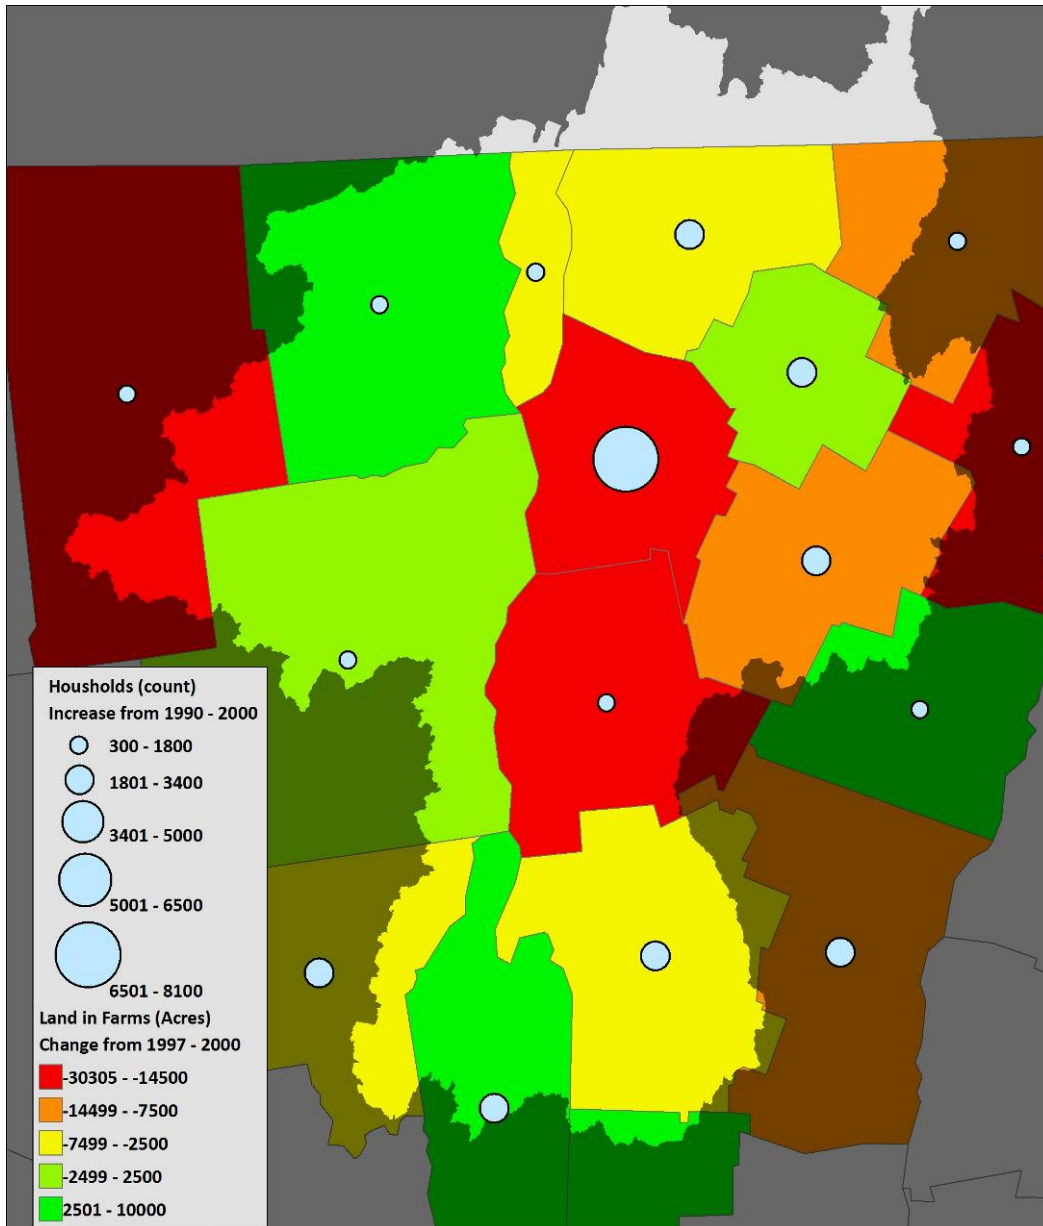 Housholds (count)
Increase from 1990 - 2000
300 - 1800
1801 - 3400
3401 - 5000
5001 - 6500
6501 - 8100
Land in Farms (Acres)
Change from 1997 - 2000
-30305 - -14500
-14499 - -7500
-7499 - -2500
-2499 - 2500
2501 - 10000